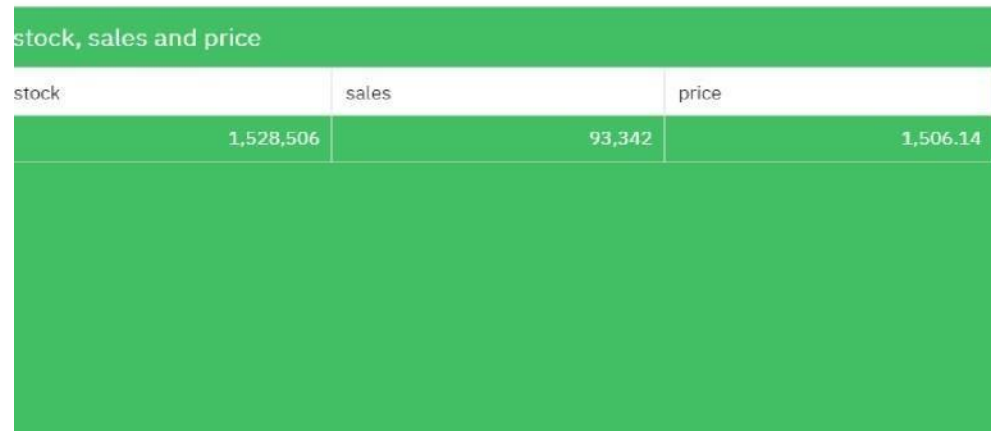 stock, sales and price
stock sales price
1,528,506 93,342 1,506.14